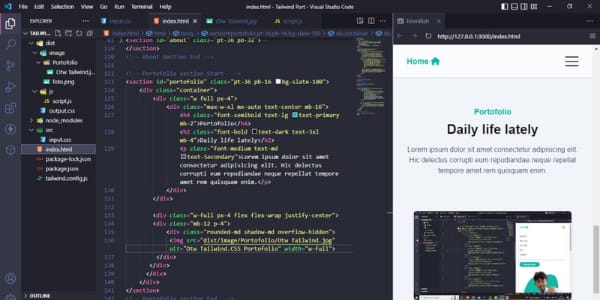 File Edit Selection View Go Run Terminal Help
index.html - Tailwind Port - Visual Studio Code
EXPLORER
TAILWIND...
dist
image
Portofolio
Otw Tailwind.j...
foto.png
js
script.js
output.css
node_modules
src
input.css
index.html
package-lock.json
package.json
tailwind.config.js
OUTLINE
input.css
index.html
Otw Tailwind.jpg
script.js
index.html
119 </section>
<!-- About Section End -->
<!-- Portofolio section Start -->
<section id="portofolio" class="pt-36 pb-16 bg-slate-100">
<div class="container">
<div class="w full px-4">
<div class="max-w-xl mx-auto text-center mb-16">
<h4 class="font-semibold text-lg text-primary
mb-2">Portofolio</h4>
<h2 class="font-bold text-dark text-3xl
mb-4">Daily life lately</h2>
<p class="font-medium text-md
text-Secondary">Lorem ipsum dolor sit amet
consectetur adipisicing elit. Hic
delectus corrupti eum repudiandae neque repellat
tempore amet rem quisquam enim.</p>
</div>
</div>
<div class="w-full px-4 flex flex-wrap justify-center">
<div class="mb-12 p-4">
<div class="rounded-md shadow-md overflow-hidden">
<img src="dist/image/Portofolio/Otw Tailwind.jpg"
alt="Otw Tailwind.CSS Portofolio" width="w-full">
</div>
</div>
</div>
</div>
</section>
<!-- Portofolio section End -->
bismillah
http://127.0.0.1:3000/index.html
Home
Portofolio
Daily life lately
Lorem ipsum dolor sit amet consectetur adipisicing elit.
Hic delectus corrupti eum repudiandae neque repellat
tempore amet rem quisquam enim.